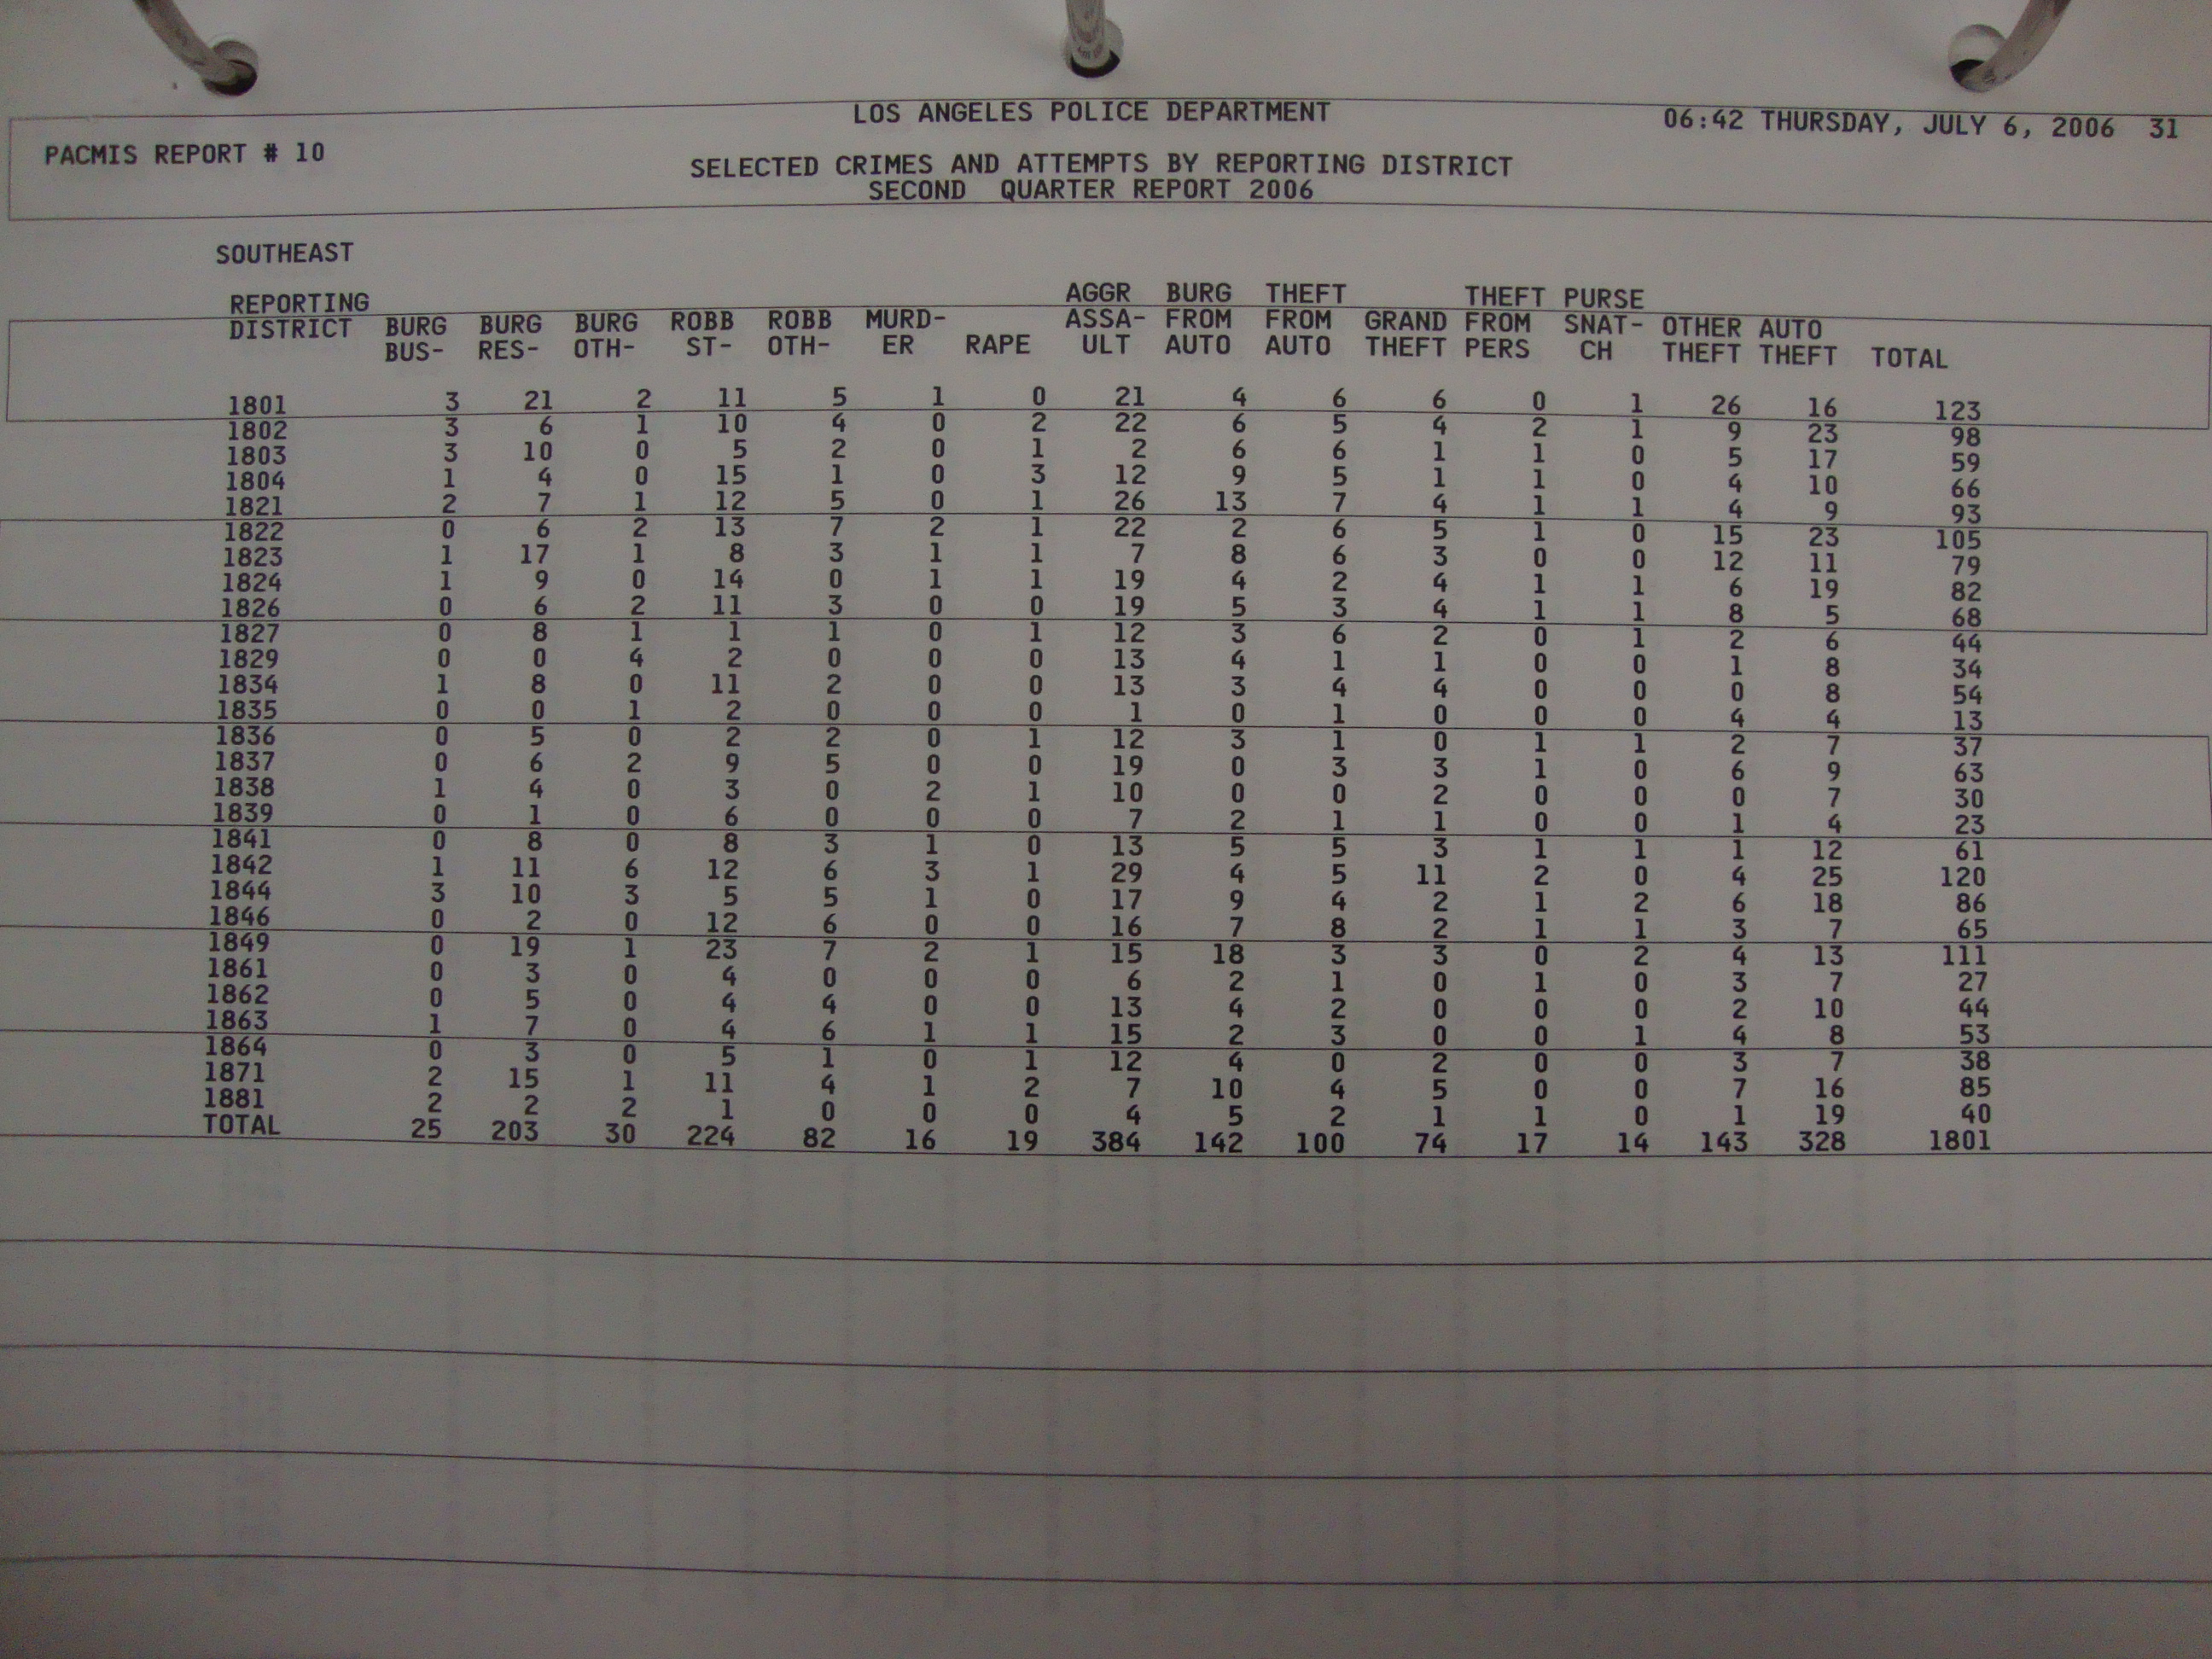 LOS ANGELES POLICE DEPARTMENT 06:42 THURSDAY, JULY 6, 2006 31
PACMIS REPORT # 10
SELECTED CRIMES AND ATTEMPTS BY REPORTING DISTRICT
SECOND QUARTER REPORT 2006
SOUTHEAST
AGGR BURG THEFT THEFT PURSE
REPORTING
DISTRICT BURG BURG BURG ROBB ROBB MURD- ASSA- FROM FROM GRAND FROM SNAT- OTHER AUTO
BUS- RES- OTH- ST- OTH- ER RAPE ULT AUTO AUTO THEFT PERS CH THEFT THEFT TOTAL
1801 3 21 2 11 5 1 0 21 4 6 6 0 1 26 16 123
1802 3 6 1 10 4 0 2 22 6 5 4 2 1 9 23 98
1803 3 10 0 5 2 0 1 2 6 6 1 1 0 5 17 59
1804 1 4 0 15 1 0 3 12 9 5 1 1 0 4 10 66
1821 2 7 1 12 5 0 1 26 13 7 4 1 1 4 9 93
1822 0 6 2 13 7 2 1 22 2 6 5 1 0 15 23 105
1823 1 17 1 8 3 1 1 7 8 6 3 0 0 12 11 79
1824 1 9 0 14 0 1 1 19 4 2 4 1 1 6 19 82
1826 0 6 2 11 3 0 0 19 5 3 4 1 1 8 5 68
1827 0 8 1 1 1 0 1 12 3 6 2 0 1 2 6 44
1829 0 0 4 2 0 0 0 13 4 1 1 0 0 1 8 34
1834 1 8 0 11 2 0 0 13 3 4 4 0 0 0 8 54
1835 0 0 1 2 0 0 0 1 0 1 0 0 0 4 4 13
1836 0 5 0 2 2 0 1 12 3 1 0 1 1 2 7 37
1837 0 6 2 9 5 0 0 19 0 3 3 1 0 6 9 63
1838 1 4 0 3 0 2 1 10 0 0 2 0 0 0 7 30
1839 0 1 0 6 0 0 0 7 2 1 1 0 0 1 4 23
1841 0 8 0 8 3 1 0 13 5 5 3 1 1 1 12 61
1842 1 11 6 12 6 3 1 29 4 5 11 2 0 4 25 120
1844 3 10 3 5 5 1 0 17 9 4 2 1 2 6 18 86
1846 0 2 0 12 6 0 0 16 7 8 2 1 1 3 7 65
1849 0 19 1 23 7 2 1 15 18 3 3 0 2 4 13 111
1861 0 3 0 4 0 0 0 6 2 1 0 1 0 3 7 27
1862 0 5 0 4 4 0 0 13 4 2 0 0 0 2 10 44
1863 1 7 0 4 6 1 1 15 2 3 0 0 1 4 8 53
1864 0 3 0 5 1 0 1 12 4 0 2 0 0 3 7 38
1871 2 15 1 11 4 1 2 7 10 4 5 0 0 7 16 85
1881 2 2 2 1 0 0 0 4 5 2 1 1 0 1 19 40
TOTAL 25 203 30 224 82 16 19 384 142 100 74 17 14 143 328 1801